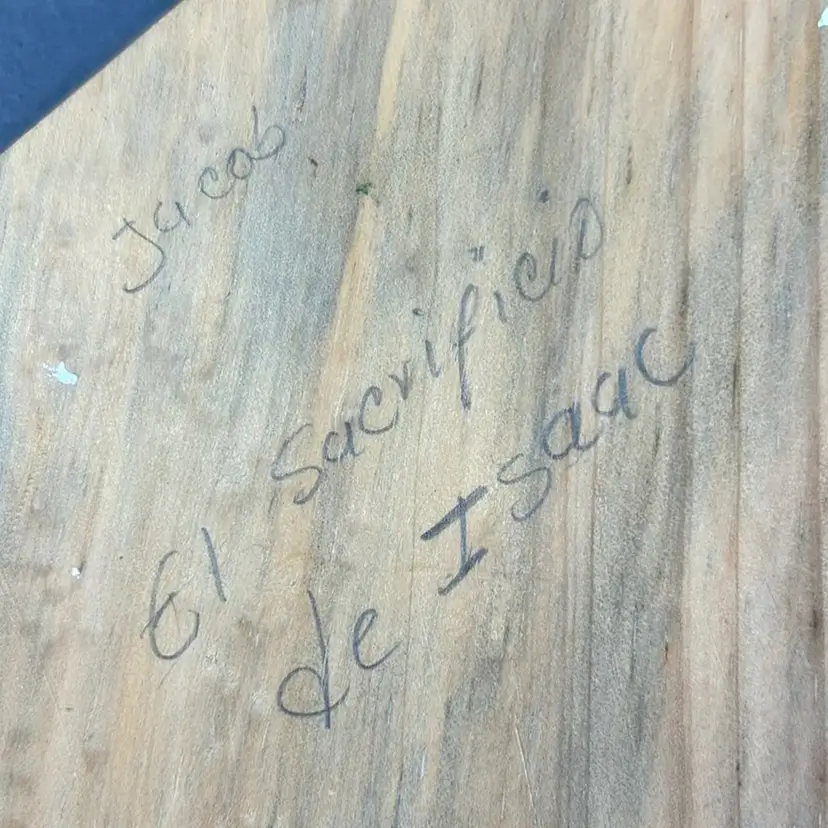 Jacob
El sacrificio
de Isaac